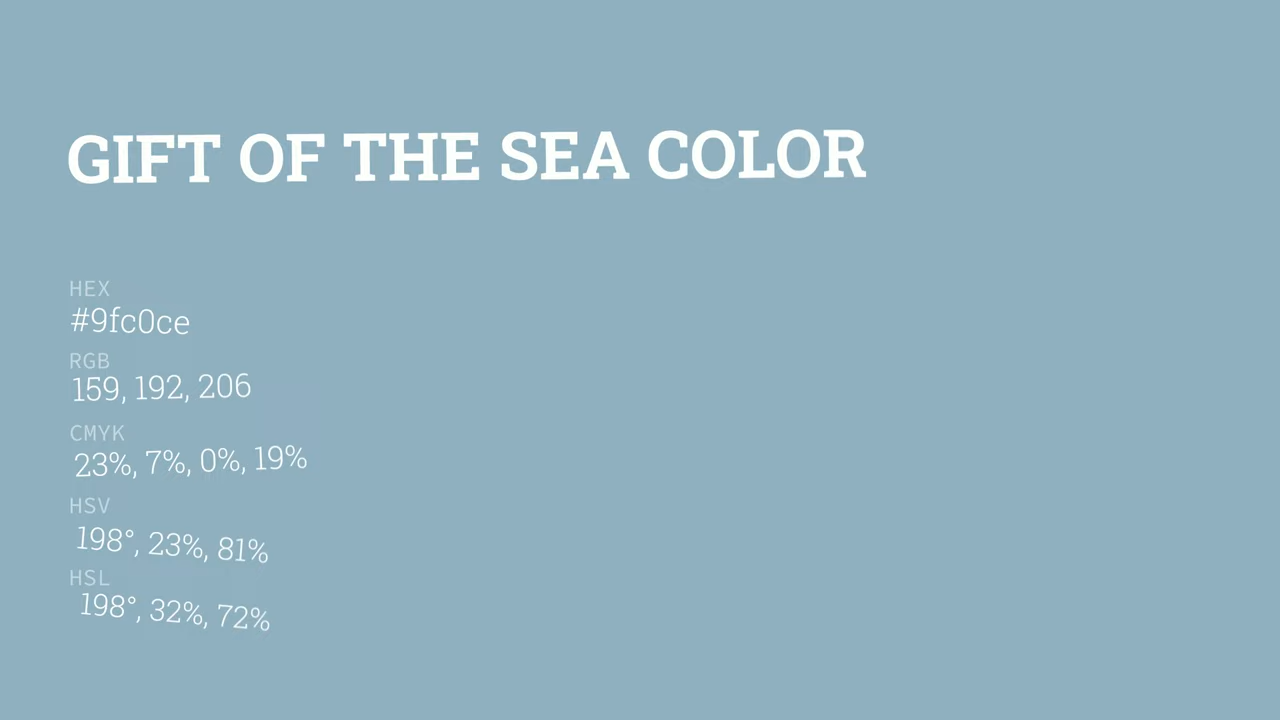 GIFT OF THE SEA COLOR
HEX
#9fc0ce
RGB
159, 192, 206
CMYK
23%, 7%, 0%, 19%
HSV
198°, 23%, 81%
HSL
198°, 32%, 72%